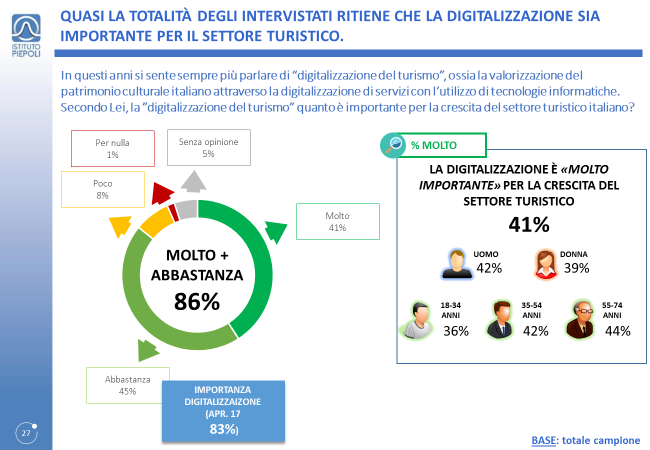 QUASI LA TOTALITÀ DEGLI INTERVISTATI RITIENE CHE LA DIGITALIZZAZIONE SIA
IMPORTANTE PER IL SETTORE TURISTICO.
ISTITUTO
PIEPOLI
In questi anni si sente sempre più parlare di “digitalizzazione del turismo”, ossia la valorizzazione del
patrimonio culturale italiano attraverso la digitalizzazione di servizi con l’utilizzo di tecnologie informatiche.
Secondo Lei, la ”digitalizzazione del turismo” quanto è importante per la crescita del settore turistico italiano?
Per nulla
1%
Senza opinione
5%
Poco
8%
Molto
41%
MOLTO +
ABBASTANZA
86%
Abbastanza
45%
IMPORTANZA
DIGITALIZZAIZONE
(APR. 17
83%)
% MOLTO
LA DIGITALIZZAZIONE È «MOLTO
IMPORTANTE» PER LA CRESCITA DEL
SETTORE TURISTICO
41%
UOMO
42%
DONNA
39%
18-34
ANNI
36%
35-54
ANNI
42%
55-74
ANNI
44%
27
BASE: totale campione